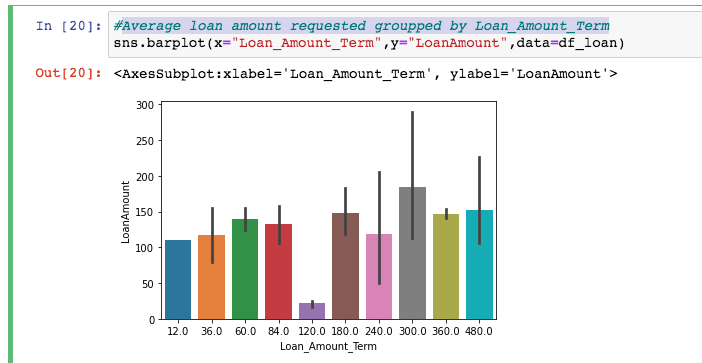 In [20]: #Average loan amount requested groupped by Loan_Amount_Term
sns.barplot(x="Loan_Amount_Term",y="LoanAmount",data=df_loan)
Out[20]: <AxesSubplot:xlabel='Loan_Amount_Term', ylabel='LoanAmount'>
300
250
200
150
100
50
0
LoanAmount
12.0 36.0 60.0 84.0 120.0 180.0 240.0 300.0 360.0 480.0
Loan_Amount_Term